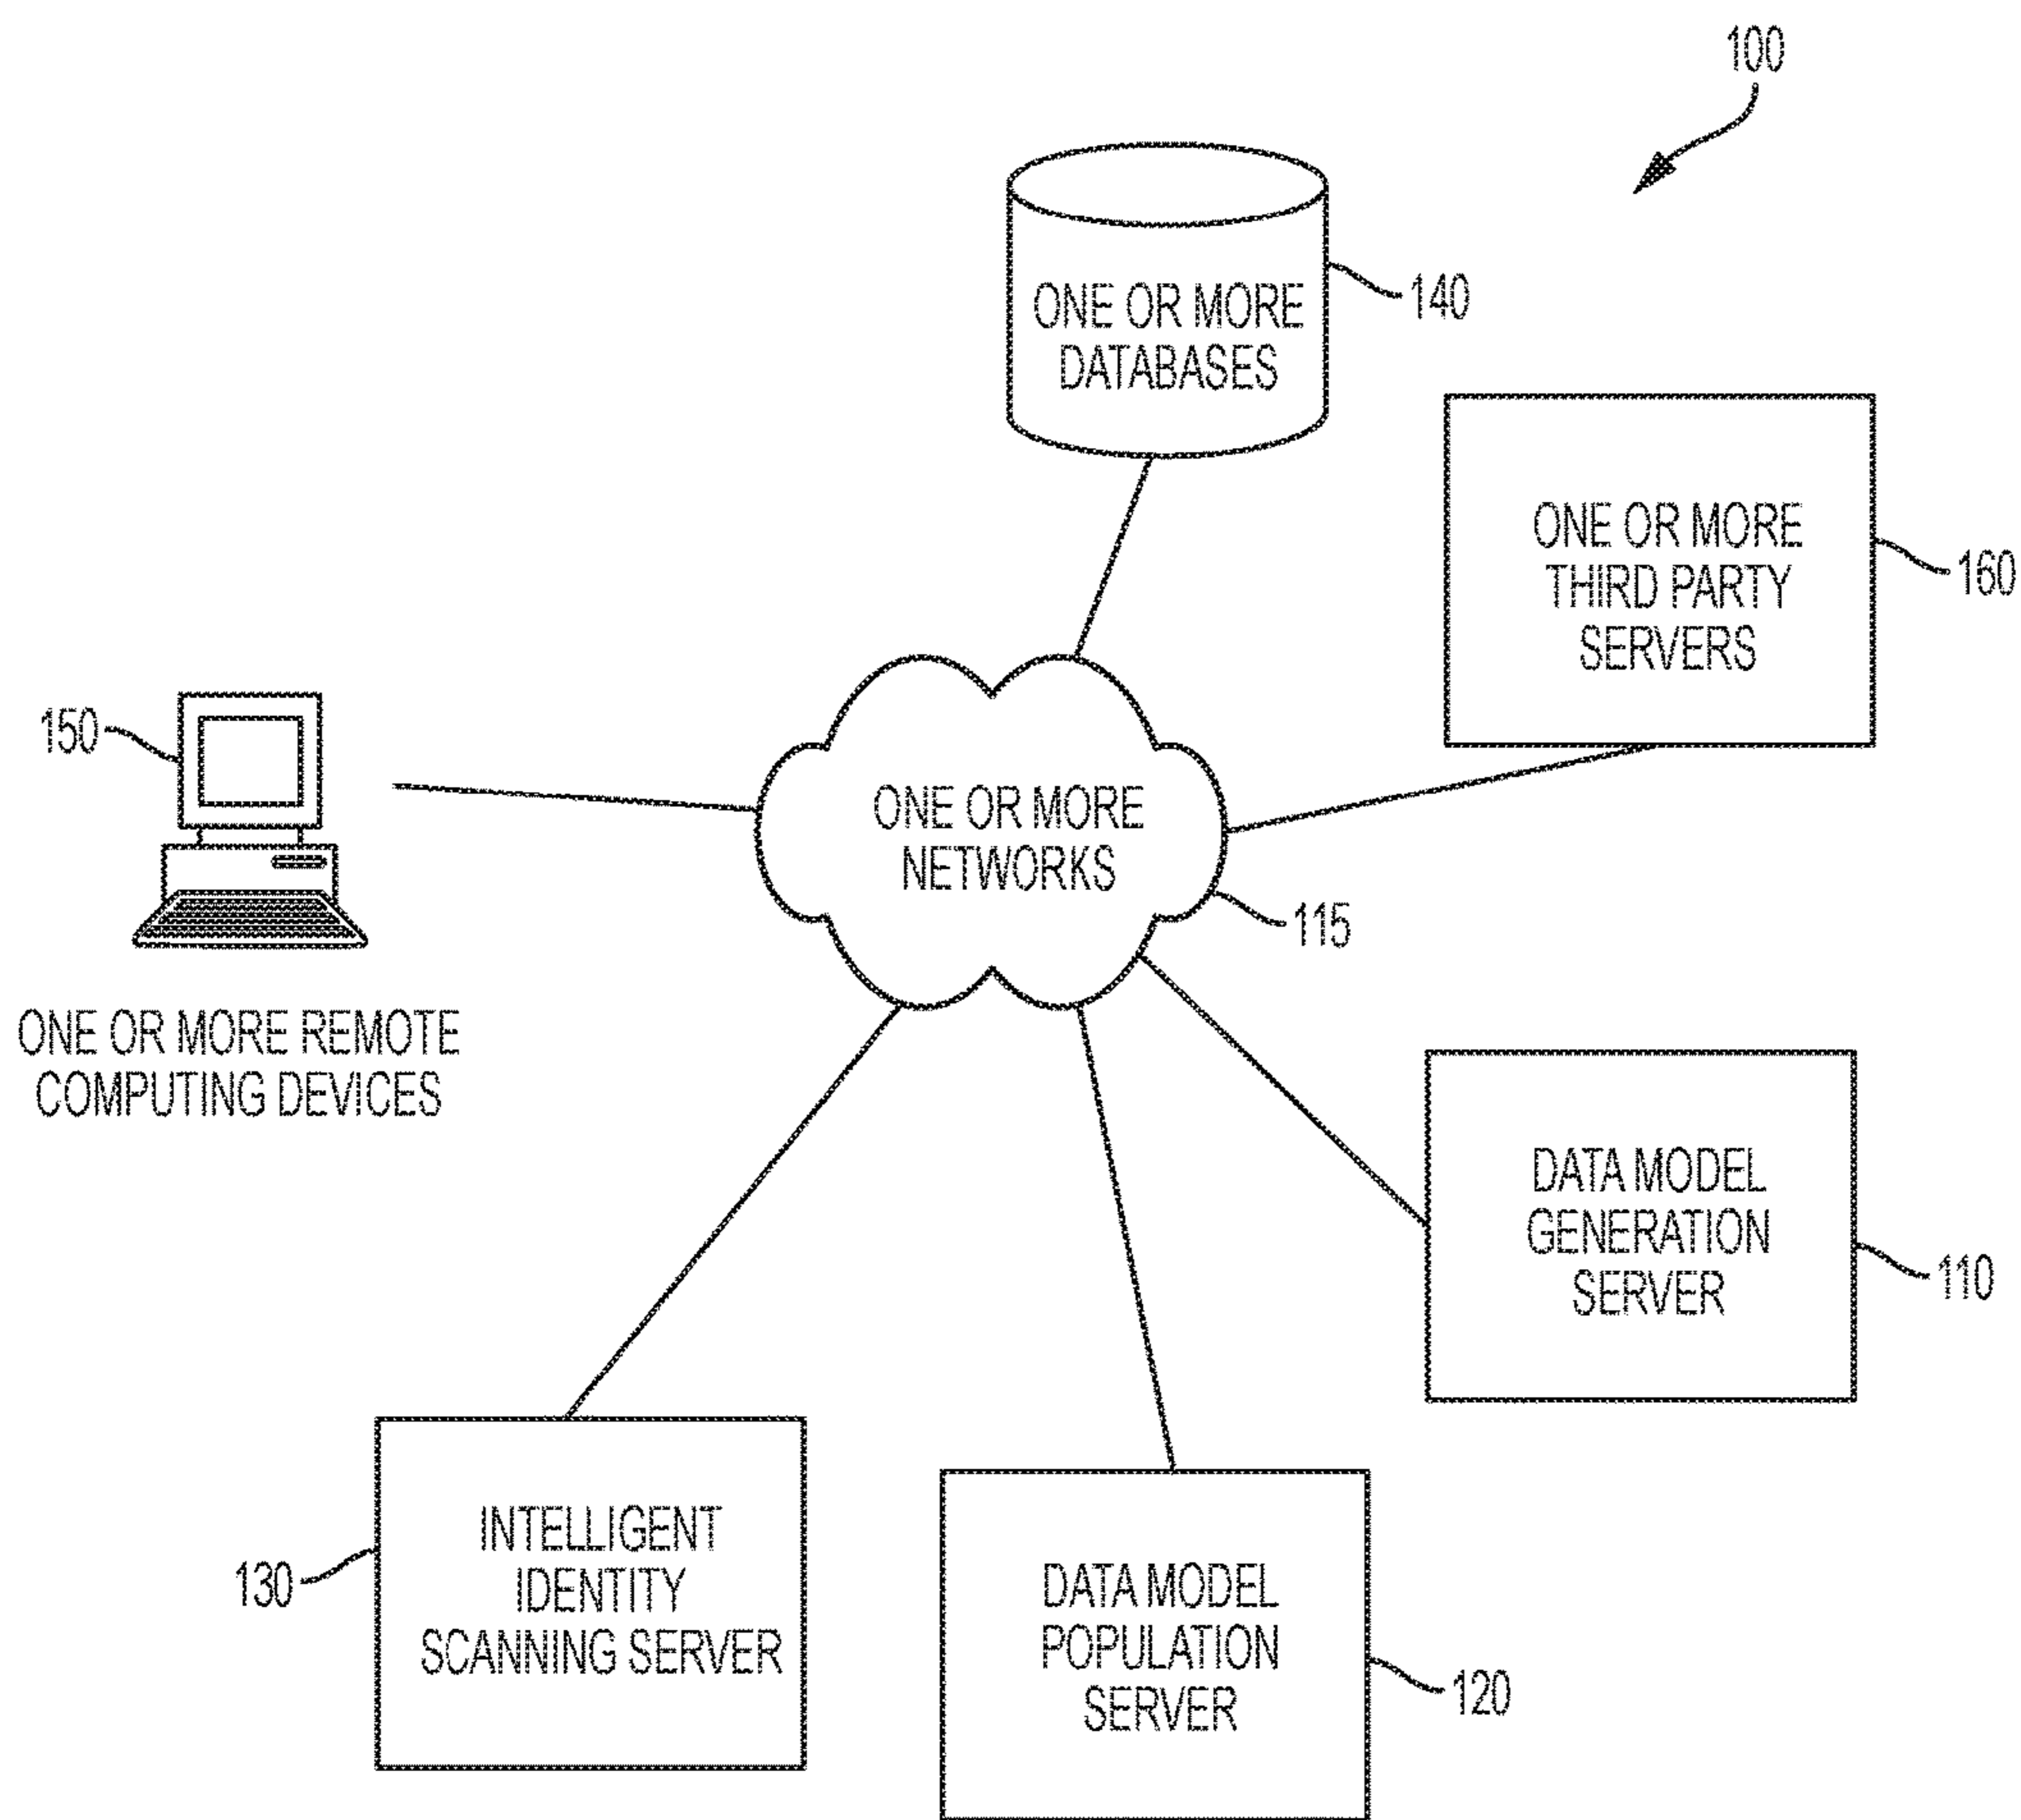 100
ONE OR MORE
DATABASES
140
ONE OR MORE
THIRD PARTY
SERVERS
160
150
ONE OR MORE
NETWORKS
115
ONE OR MORE REMOTE
COMPUTING DEVICES
DATA MODEL
GENERATION
SERVER
110
INTELLIGENT
IDENTITY
SCANNING SERVER
130
DATA MODEL
POPULATION
SERVER
120